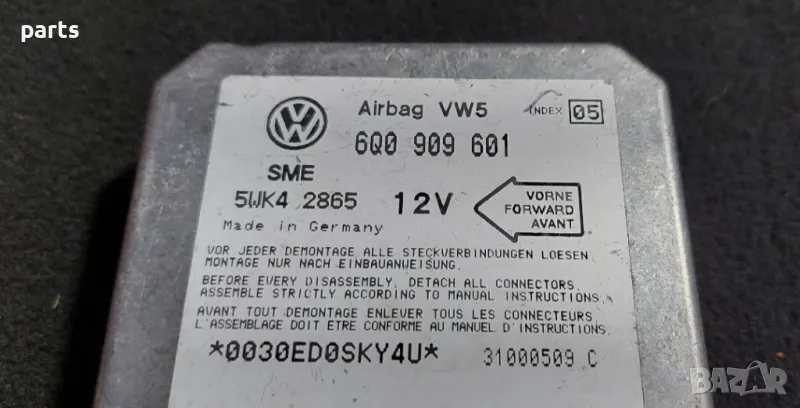 parts
Airbag VW5
INDEX 05
6Q0 909 601
SME
5WK4 2865
12V
VORNE
FORWARD
AVANT
Made in Germany
VOR JEDER DEMONTAGE ALLE STECKVERBINDUNGEN LOESEN
MONTAGE NUR NACH EINBAUANWEISUNG.
BEFORE EVERY DISASSEMBLY, DETACH ALL CONNECTORS.
ASSEMBLE STRICTLY ACCORDING TO MANUAL INSTRUCTIONS.
AVANT TOUT DEMONTAGE ENLEVER TOUS LES CONNECTEURS.
L'ASSEMBLAGE DOIT ETRE CONFORME AU MANUEL D'INSTRUCTIONS.
*0030ED0SKY4U*
31000509 C
BAZAR